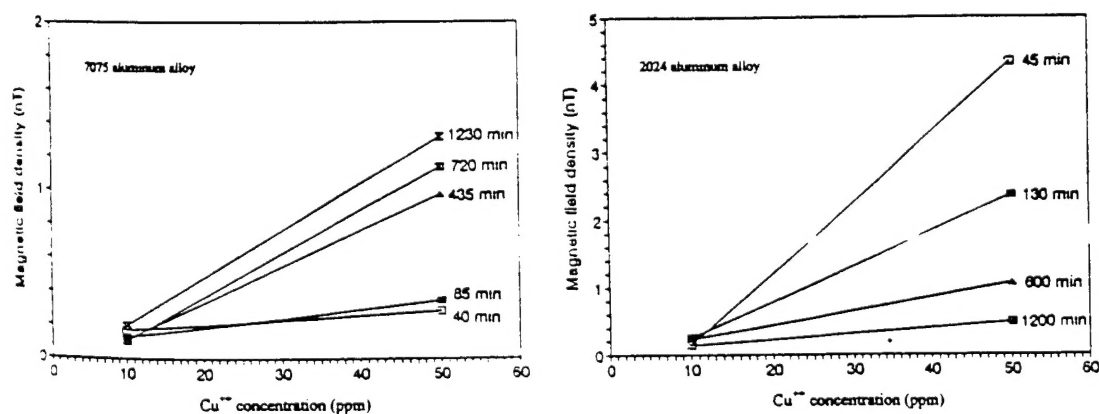 2
1
0
Magnetic field density (nT)
7075 aluminum alloy
1230 min
720 min
435 min
85 min
40 min
10 20 30 40 50 60
Cu++ concentration (ppm)
5
4
3
2
1
0
Magnetic field density (nT)
2024 aluminum alloy
45 min
130 min
600 min
1200 min
0 10 20 30 40 50 60
Cu++ concentration (ppm)